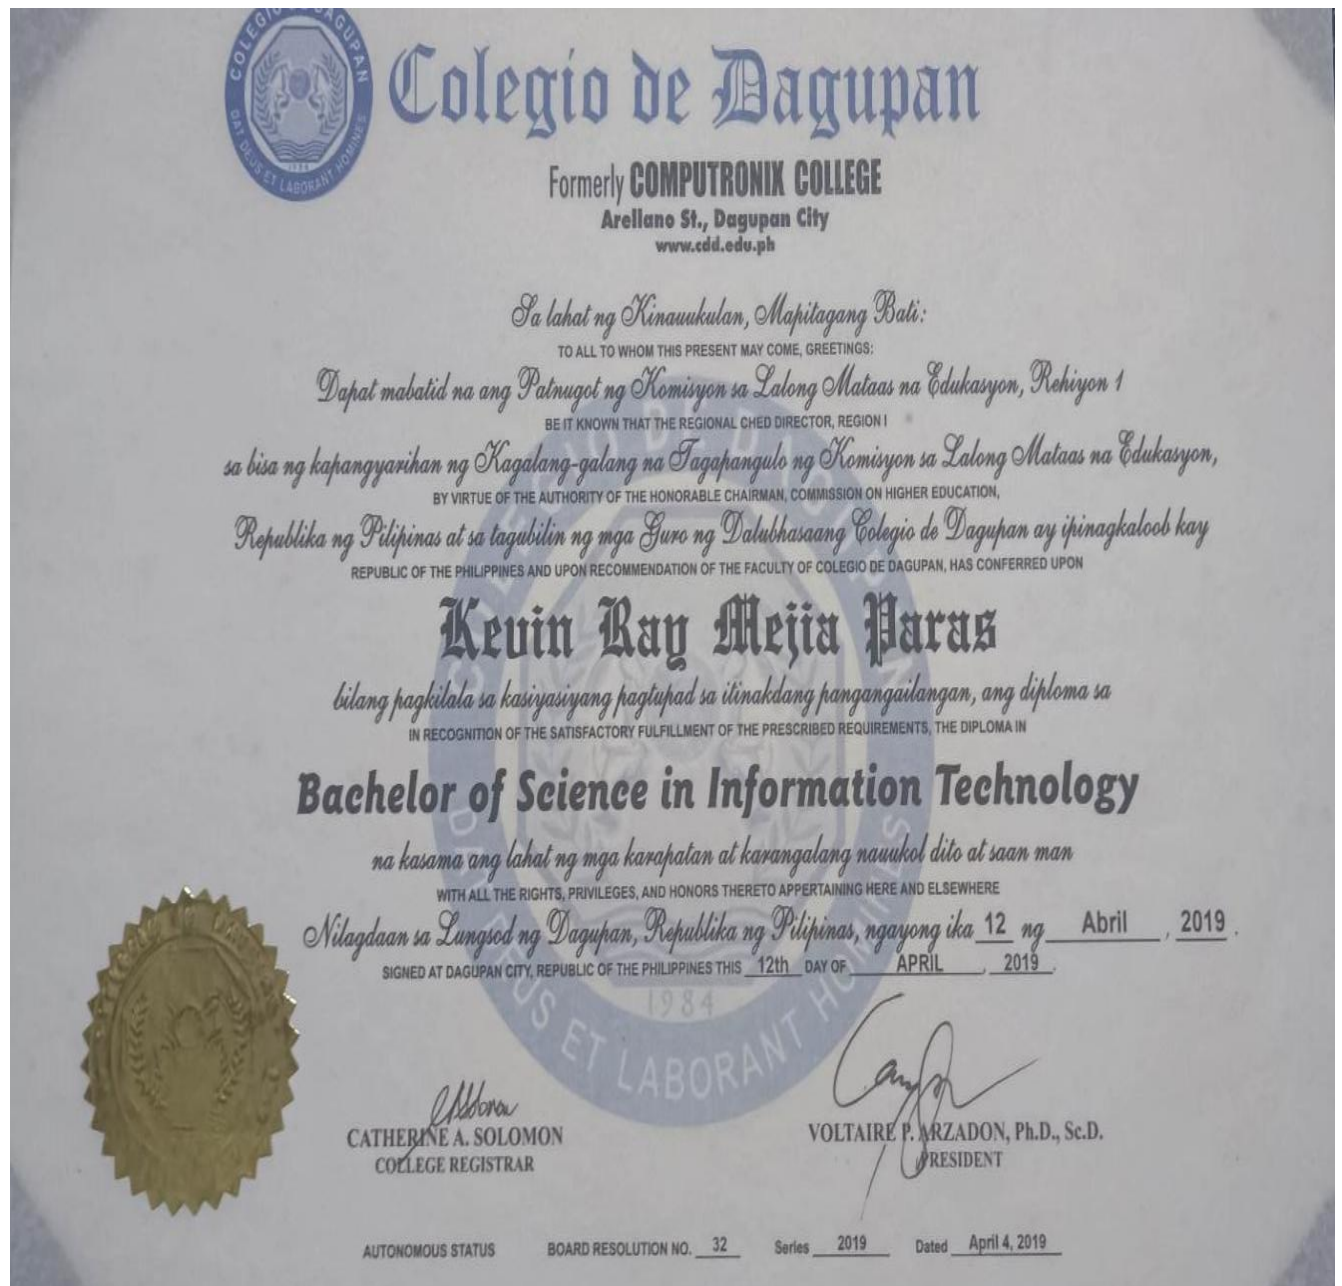 COLEGIO DE DAGUPAN
DAT DEUS ET LABORANT HOMINES
1984
Colegio de Dagupan
Formerly COMPUTRONIX COLLEGE
Arellano St., Dagupan City
www.cdd.edu.ph
Sa lahat ng Kinauukulan, Mapitagang Bati:
TO ALL TO WHOM THIS PRESENT MAY COME, GREETINGS:
Dapat mabatid na ang Patnugot ng Komisyon sa Lalong Mataas na Edukasyon, Rehiyon 1
BE IT KNOWN THAT THE REGIONAL CHED DIRECTOR, REGION I
sa bisa ng kapangyarihan ng Kagalang-galang na Tagapangulo ng Komisyon sa Lalong Mataas na Edukasyon,
BY VIRTUE OF THE AUTHORITY OF THE HONORABLE CHAIRMAN, COMMISSION ON HIGHER EDUCATION,
Republika ng Pilipinas at sa tagubilin ng mga Guro ng Dalubhasaang Colegio de Dagupan ay ipinagkaloob kay
REPUBLIC OF THE PHILIPPINES AND UPON RECOMMENDATION OF THE FACULTY OF COLEGIO DE DAGUPAN, HAS CONFERRED UPON
Kevin Ray Mejia Paras
bilang pagkilala sa kasiyasiyang pagtupad sa itinakdang pangangailangan, ang diploma sa
IN RECOGNITION OF THE SATISFACTORY FULFILLMENT OF THE PRESCRIBED REQUIREMENTS, THE DIPLOMA IN
Bachelor of Science in Information Technology
na kasama ang lahat ng mga karapatan at karangalang nauukol dito at saan man
WITH ALL THE RIGHTS, PRIVILEGES, AND HONORS THERETO APPERTAINING HERE AND ELSEWHERE
Nilagdaan sa Lungsod ng Dagupan, Republika ng Pilipinas, ngayong ika 12 ng Abril, 2019.
SIGNED AT DAGUPAN CITY, REPUBLIC OF THE PHILIPPINES THIS 12th DAY OF APRIL, 2019.
1984
DAT DEUS ET LABORANT HOMINES
CATHERINE A. SOLOMON
COLLEGE REGISTRAR
VOLTAIRE P. ARZADON, Ph.D., Sc.D.
PRESIDENT
AUTONOMOUS STATUS BOARD RESOLUTION NO. 32 Series 2019 Dated April 4, 2019